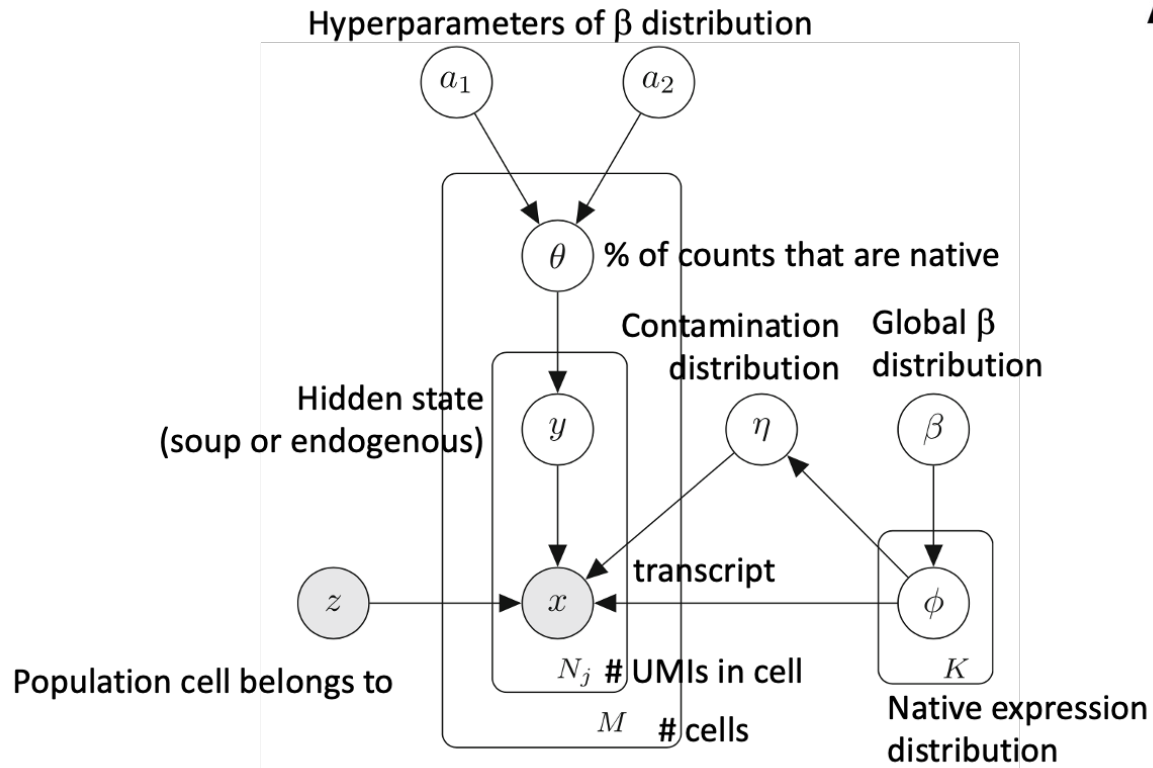 Hyperparameters of β distribution
a₁
a₂
θ
% of counts that are native
Contamination
distribution
Global β
distribution
Hidden state
(soup or endogenous)
y
η
β
transcript
z
x
ϕ
Population cell belongs to
Nⱼ # UMIs in cell
K
M # cells
Native expression
distribution